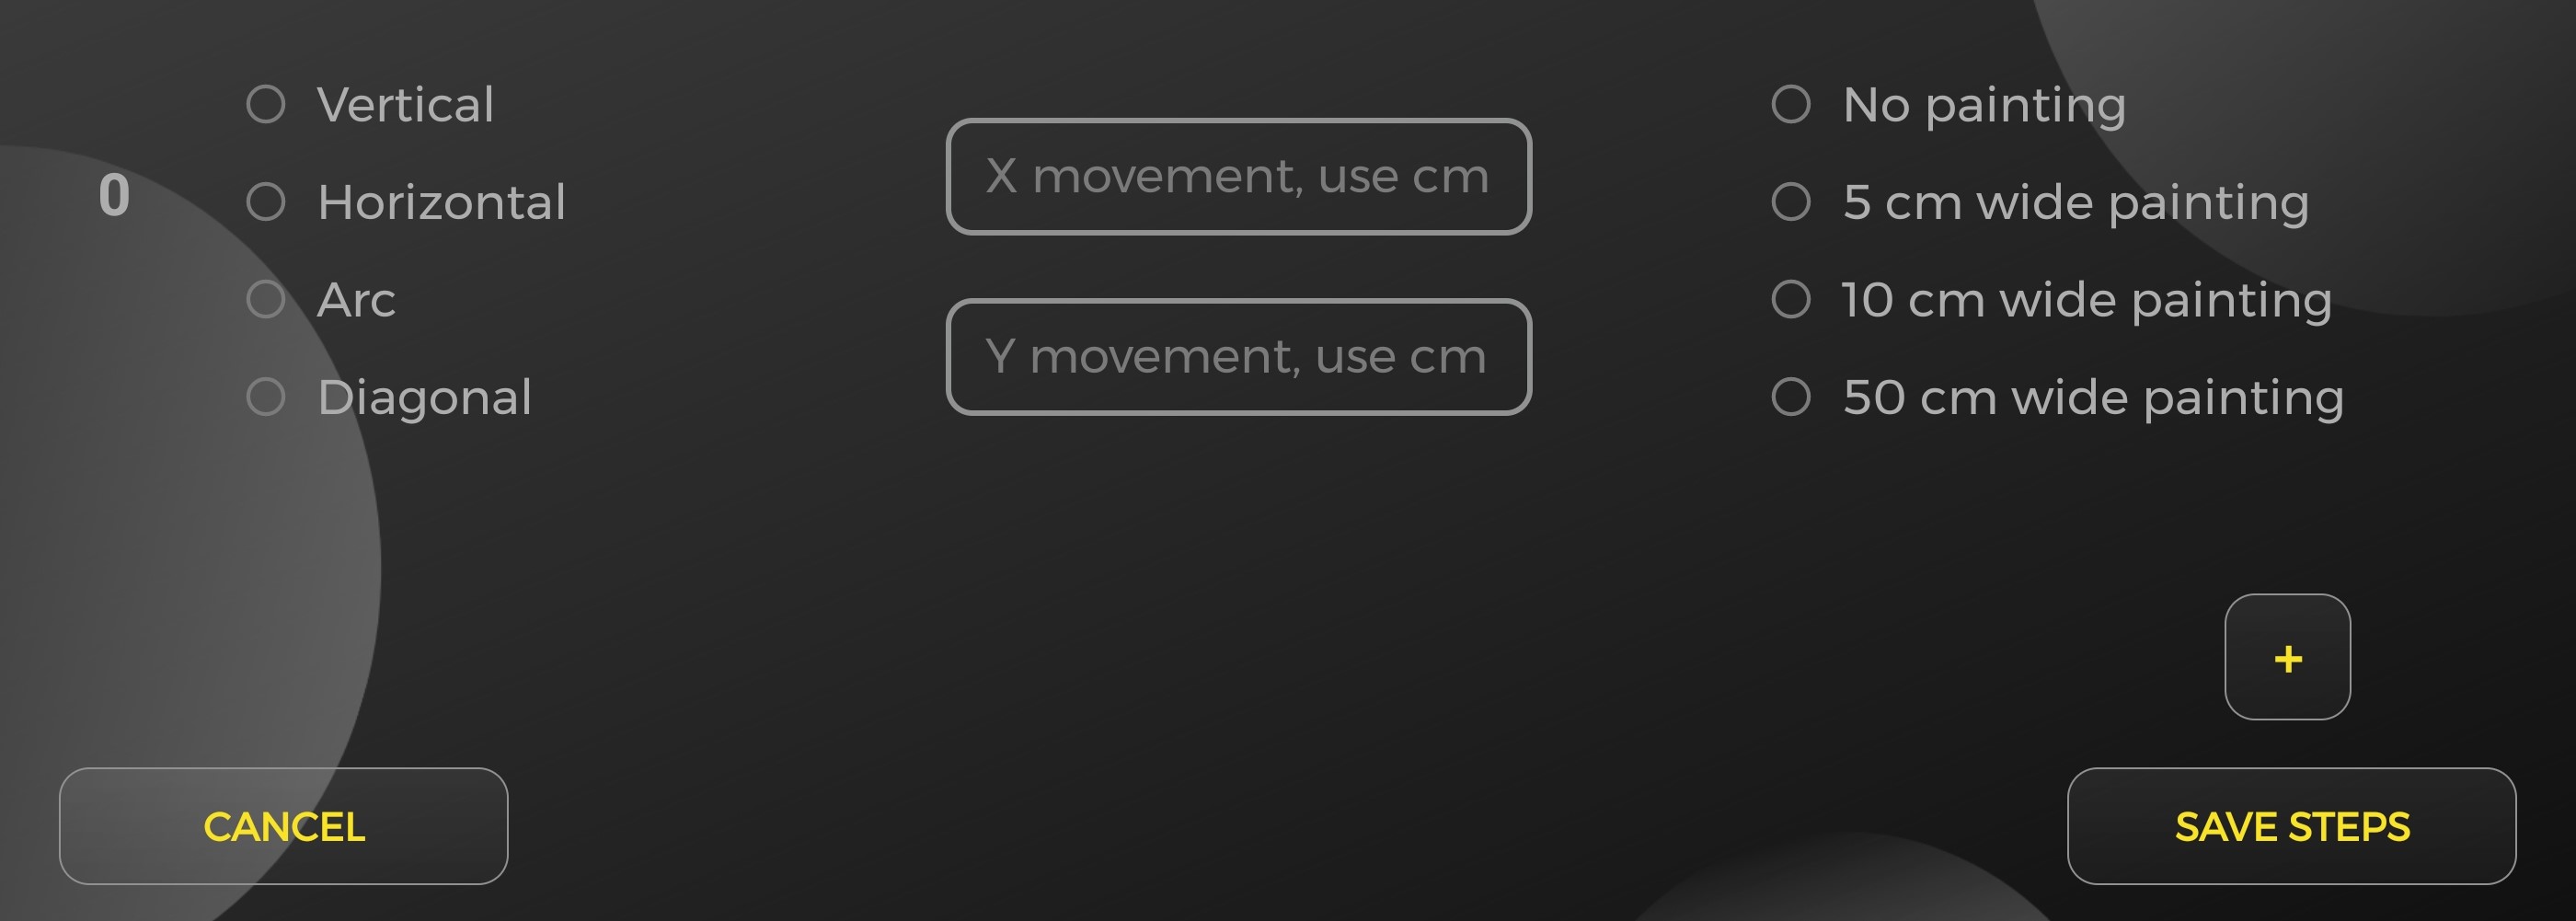 0
Vertical
Horizontal
Arc
Diagonal
X movement, use cm
Y movement, use cm
No painting
5 cm wide painting
10 cm wide painting
50 cm wide painting
+
CANCEL
SAVE STEPS